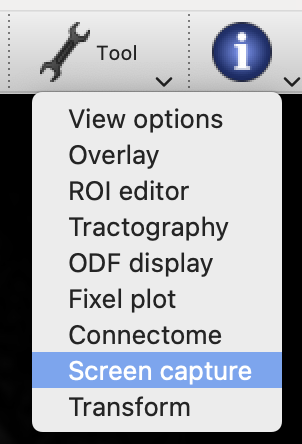 Tool
View options
Overlay
ROI editor
Tractography
ODF display
Fixel plot
Connectome
Screen capture
Transform